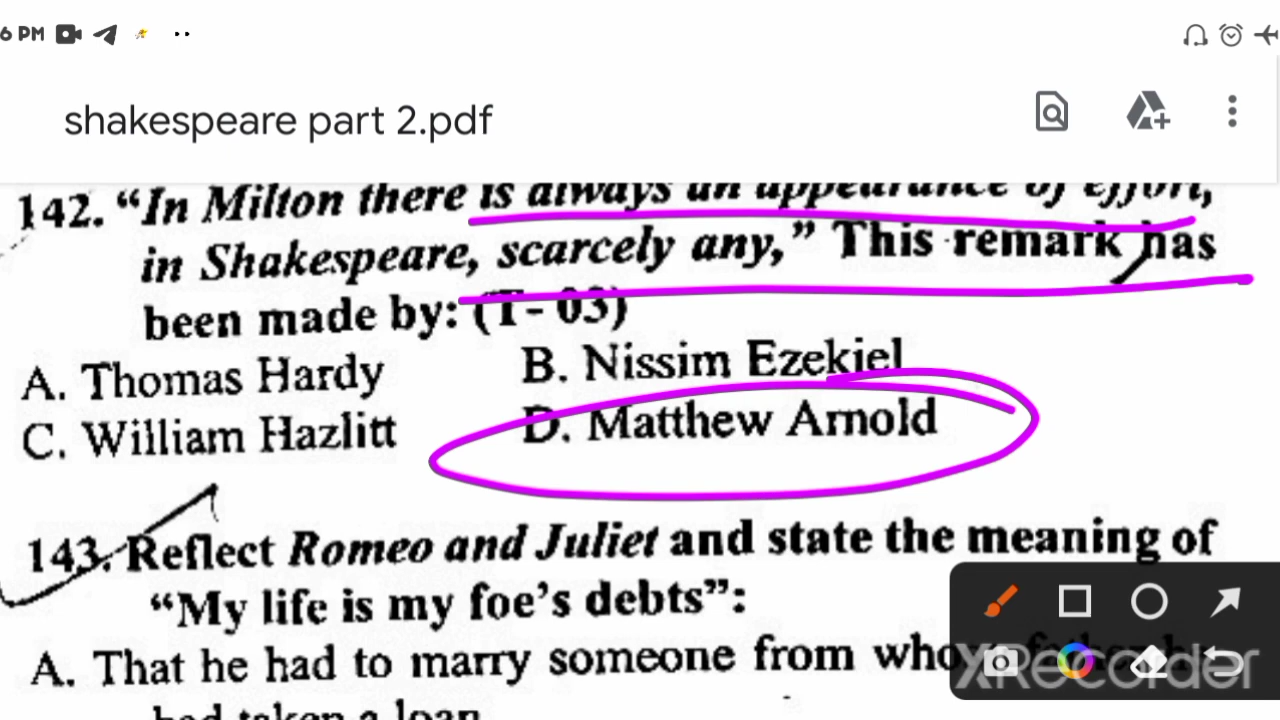 6 PM
shakespeare part 2.pdf
142. “In Milton there is always an appearance of effort,
in Shakespeare, scarcely any,” This remark has
been made by: (T- 03)
A. Thomas Hardy B. Nissim Ezekiel
C. William Hazlitt D. Matthew Arnold
143. Reflect Romeo and Juliet and state the meaning of
“My life is my foe’s debts”:
A. That he had to marry someone from
XRecorder
had taken a loan